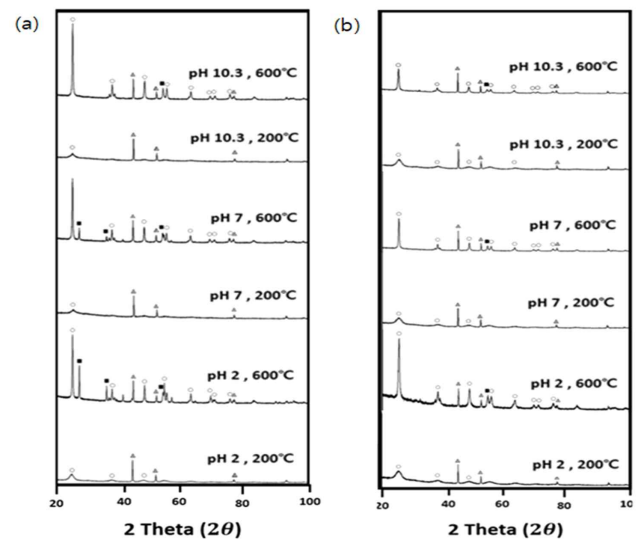 (a)
pH 10.3 , 600℃
pH 10.3 , 200℃
pH 7 , 600℃
pH 7 , 200℃
pH 2 , 600℃
pH 2 , 200℃
20 40 60 80 100
2 Theta (2θ)
(b)
pH 10.3 , 600℃
pH 10.3 , 200℃
pH 7 , 600℃
pH 7 , 200℃
pH 2 , 600℃
pH 2 , 200℃
20 40 60 80 100
2 Theta (2θ)